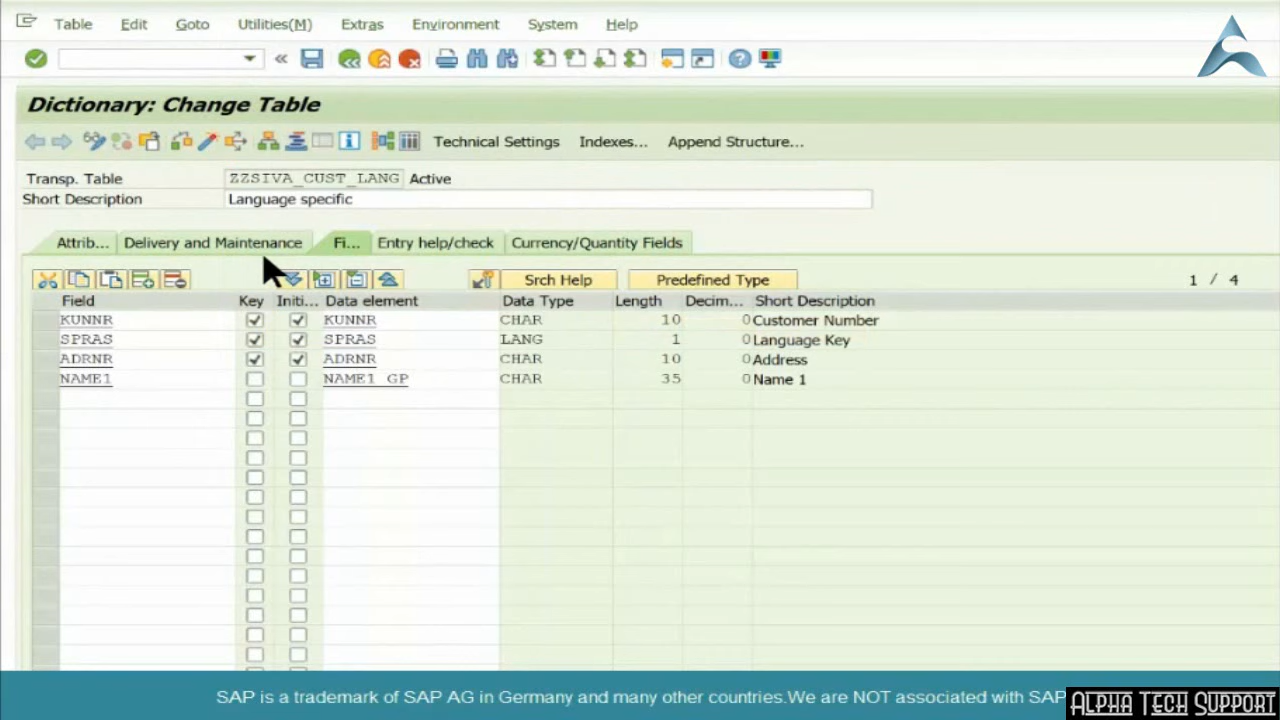 Table Edit Goto Utilities(M) Extras Environment System Help
Dictionary: Change Table
Technical Settings Indexes... Append Structure...
Transp. Table ZZSIVA_CUST_LANG Active
Short Description Language specific
Attrib... Delivery and Maintenance Fi... Entry help/check Currency/Quantity Fields
Srch Help Predefined Type 1 / 4
Field Key Initi... Data element Data Type Length Decim... Short Description
KUNNR KUNNR CHAR 10 0 Customer Number
SPRAS SPRAS LANG 1 0 Language Key
ADRNR ADRNR CHAR 10 0 Address
NAME1 NAME1_GP CHAR 35 0 Name 1
SAP is a trademark of SAP AG in Germany and many other countries.We are NOT associated with SAP
ALPHA TECH SUPPORT